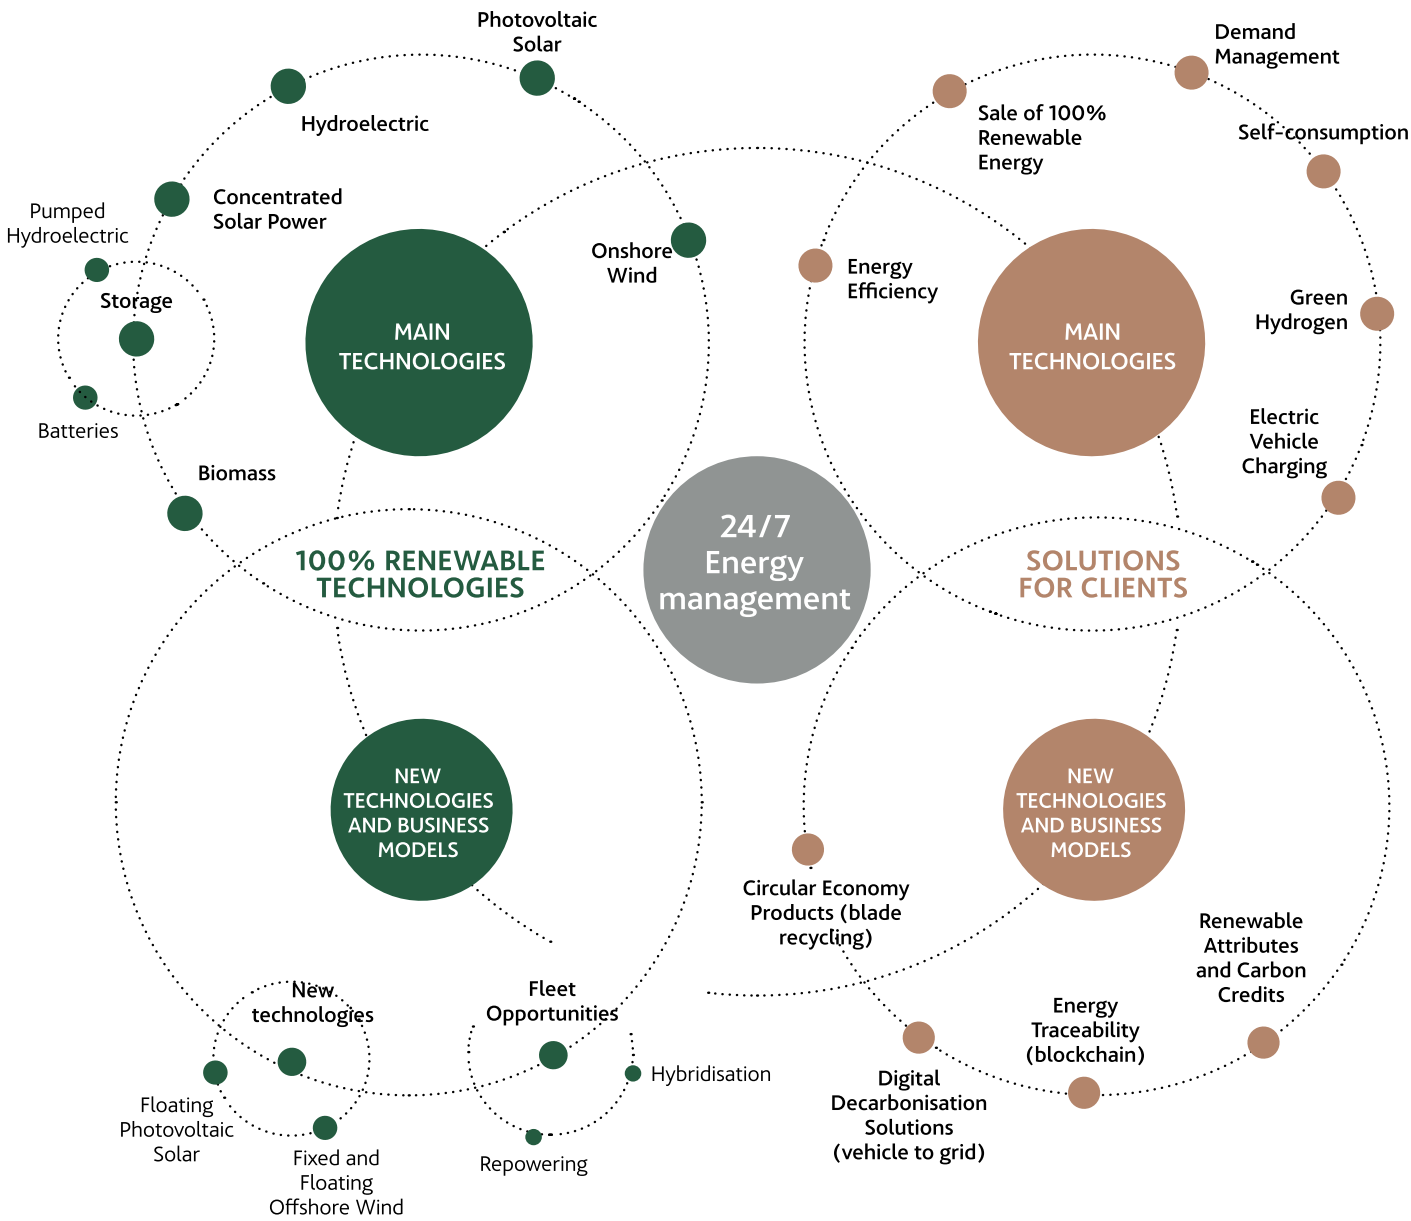 Photovoltaic
Solar
Hydroelectric
Concentrated
Solar Power
Pumped
Hydroelectric
Storage
Batteries
Biomass
Onshore
Wind
MAIN
TECHNOLOGIES
100% RENEWABLE
TECHNOLOGIES
NEW
TECHNOLOGIES
AND BUSINESS
MODELS
New
technologies
Floating
Photovoltaic
Solar
Fixed and
Floating
Offshore Wind
Fleet
Opportunities
Hybridisation
Repowering
24/7
Energy
management
Demand
Management
Sale of 100%
Renewable
Energy
Self-consumption
Energy
Efficiency
Green
Hydrogen
Electric
Vehicle
Charging
MAIN
TECHNOLOGIES
SOLUTIONS
FOR CLIENTS
NEW
TECHNOLOGIES
AND BUSINESS
MODELS
Circular Economy
Products (blade
recycling)
Digital
Decarbonisation
Solutions
(vehicle to grid)
Energy
Traceability
(blockchain)
Renewable
Attributes
and Carbon
Credits